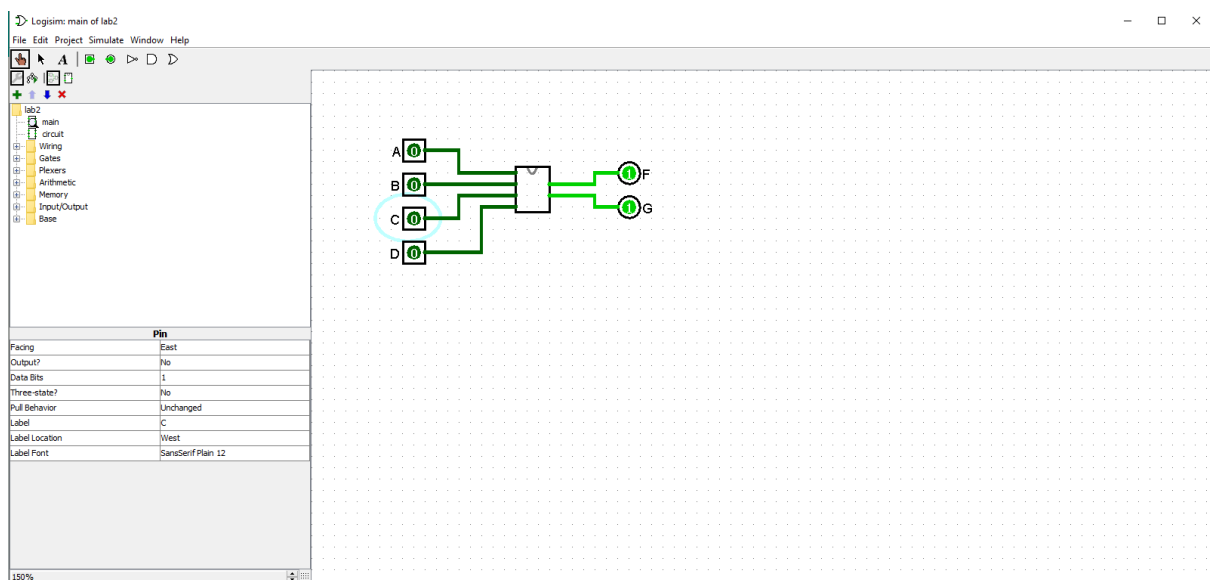 Logisim: main of lab2
File Edit Project Simulate Window Help
A
lab2
main
circuit
Wiring
Gates
Plexers
Arithmetic
Memory
Input/Output
Base
A 0
B 0
C 0
D 0
1 F
1 G
Pin
Facing East
Output? No
Data Bits 1
Three-state? No
Pull Behavior Unchanged
Label C
Label Location West
Label Font SansSerif Plain 12
150%